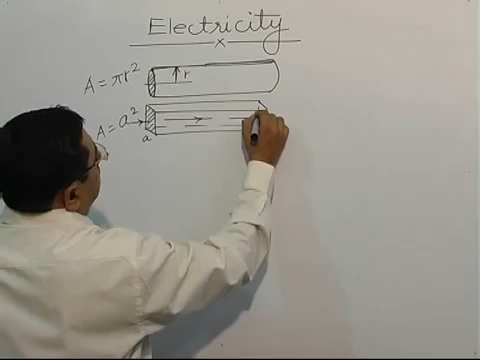 Electricity
x
A = πr²
r
A = a²
a